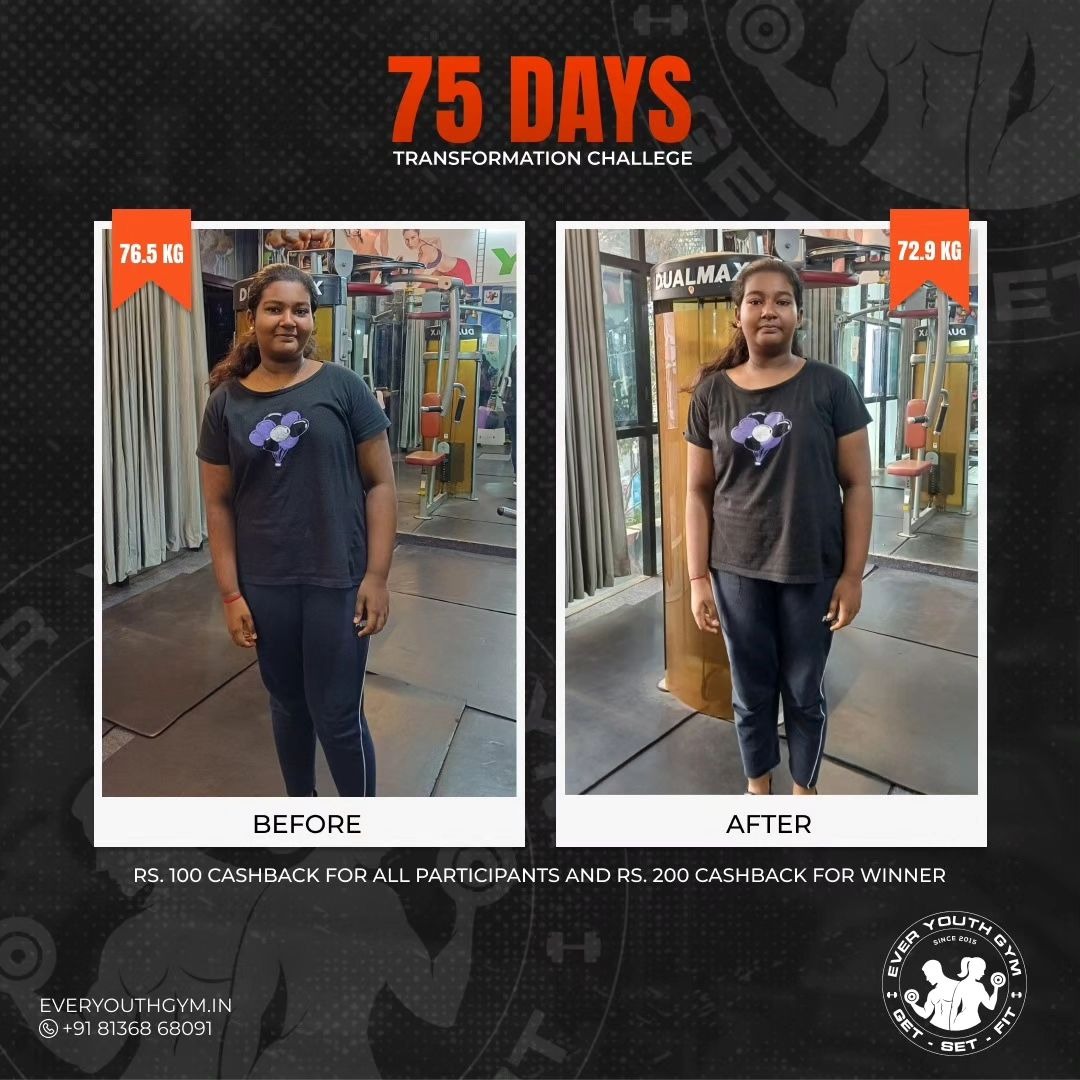 75 DAYS
TRANSFORMATION CHALLEGE
76.5 KG
72.9 KG
DUALMAX
DUAMAX
BEFORE
AFTER
RS. 100 CASHBACK FOR ALL PARTICIPANTS AND RS. 200 CASHBACK FOR WINNER
EVER YOUTH GYM
SINCE 2015
GET - SET - FIT
EVERYOUTHGYM.IN
+91 81368 68091